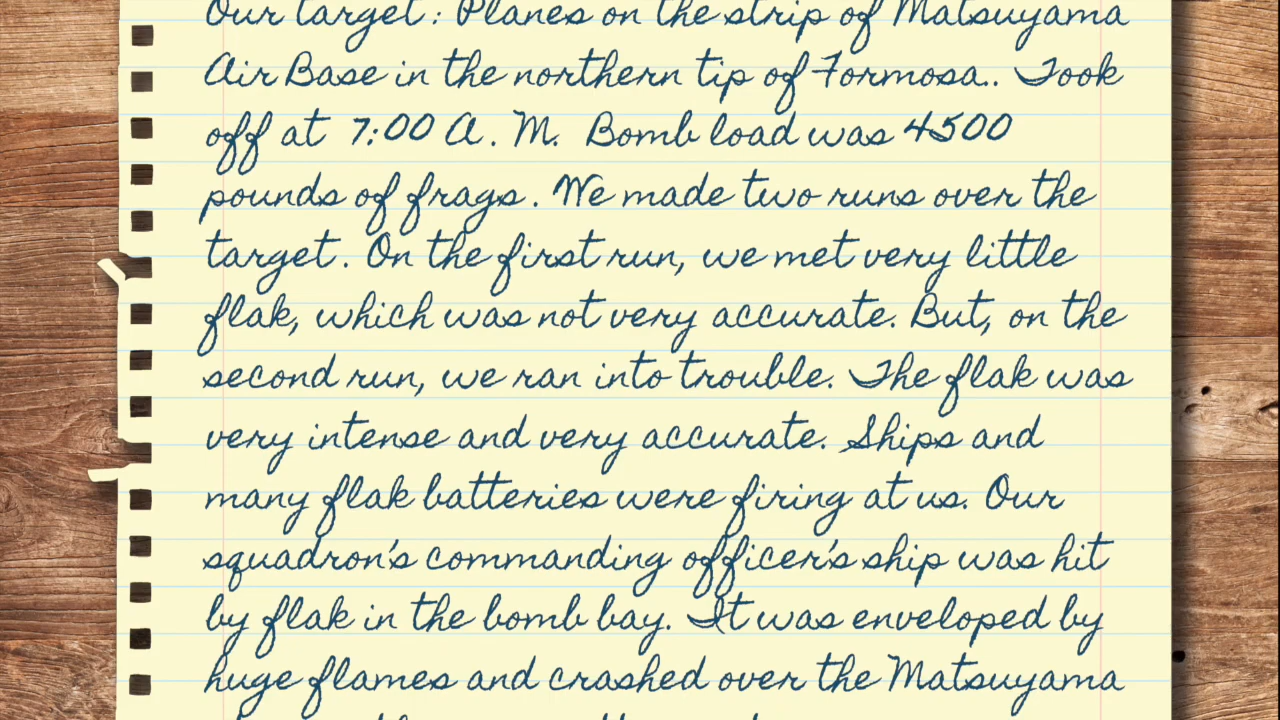 Our target: Planes on the strip of Matsuyama
Air Base in the northern tip of Formosa.. Took
off at 7:00 A. M. Bomb load was 4500
pounds of frags. We made two runs over the
target. On the first run, we met very little
flak, which was not very accurate. But, on the
second run, we ran into trouble. The flak was
very intense and very accurate. Ships and
many flak batteries were firing at us. Our
squadron's commanding officer's ship was hit
by flak in the bomb bay. It was enveloped by
huge flames and crashed over the Matsuyama